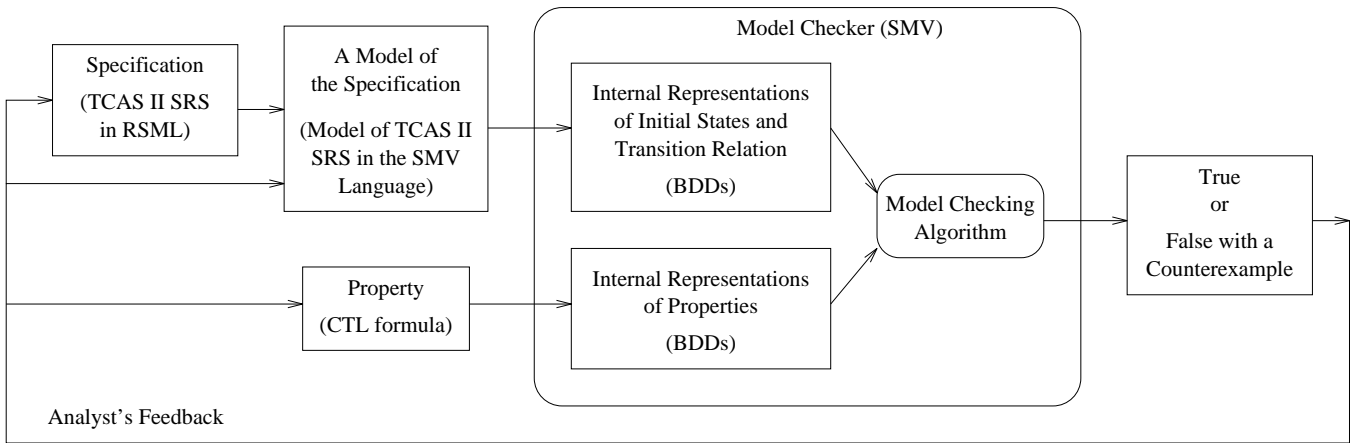 Specification
(TCAS II SRS
in RSML)
A Model of
the Specification
(Model of TCAS II
SRS in the SMV
Language)
Model Checker (SMV)
Internal Representations
of Initial States and
Transition Relation
(BDDs)
Property
(CTL formula)
Internal Representations
of Properties
(BDDs)
Model Checking
Algorithm
True
or
False with a
Counterexample
Analyst's Feedback